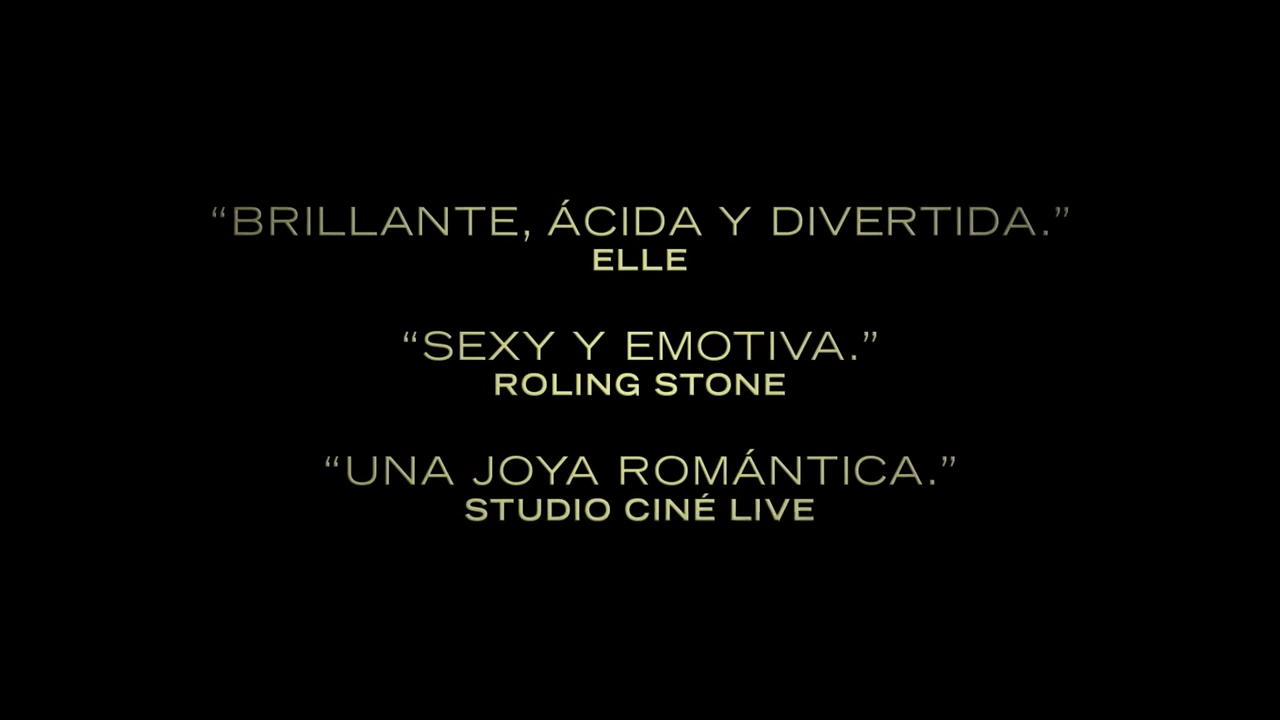 “BRILLANTE, ÁCIDA Y DIVERTIDA.”
ELLE
“SEXY Y EMOTIVA.”
ROLING STONE
“UNA JOYA ROMÁNTICA.”
STUDIO CINÉ LIVE